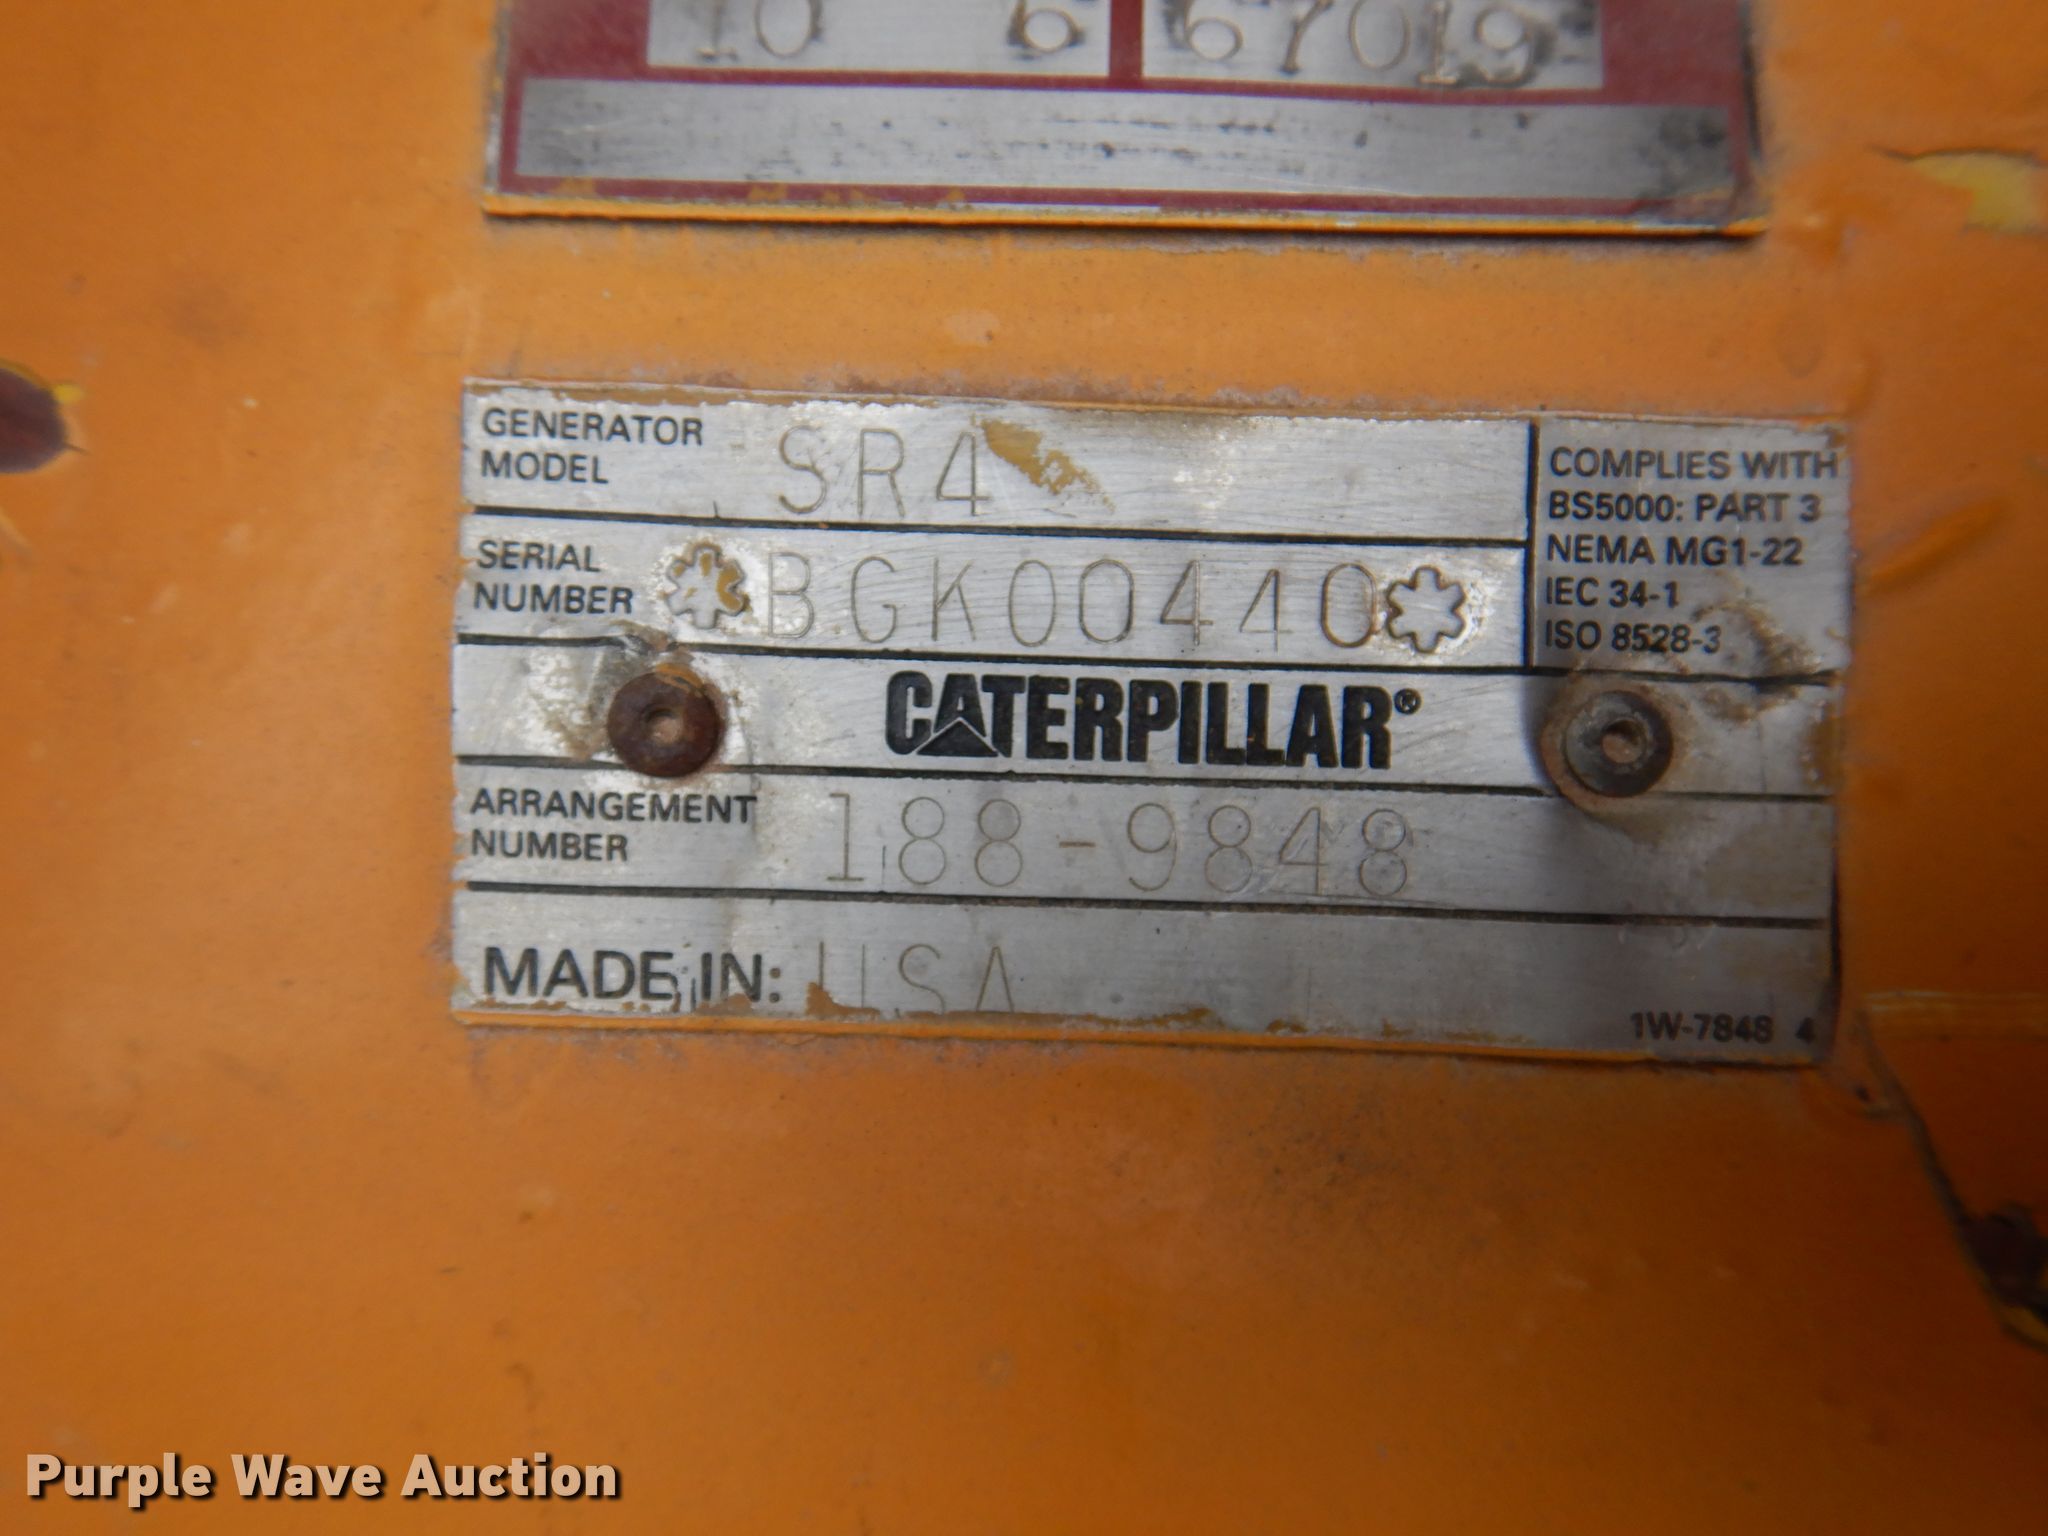 10 6 67019
GENERATOR MODEL SR4
SERIAL NUMBER *BGK00440*
COMPLIES WITH
BS5000: PART 3
NEMA MG1-22
IEC 34-1
ISO 8528-3
CATERPILLAR®
ARRANGEMENT NUMBER 188-9848
MADE IN: USA
1W-7848 4
Purple Wave Auction